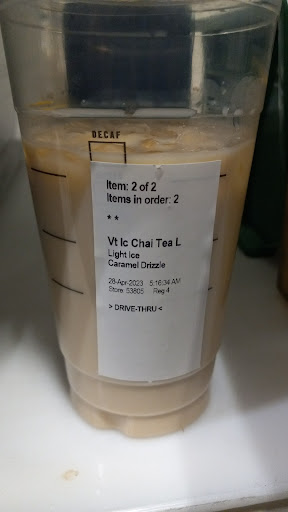 DECAF
Item: 2 of 2
Items in order: 2
* *
Vt Ic Chai Tea L
Light Ice
Caramel Drizzle
28-Apr-2023 5:16:34 AM
Store: 53805 Reg 4
> DRIVE-THRU <